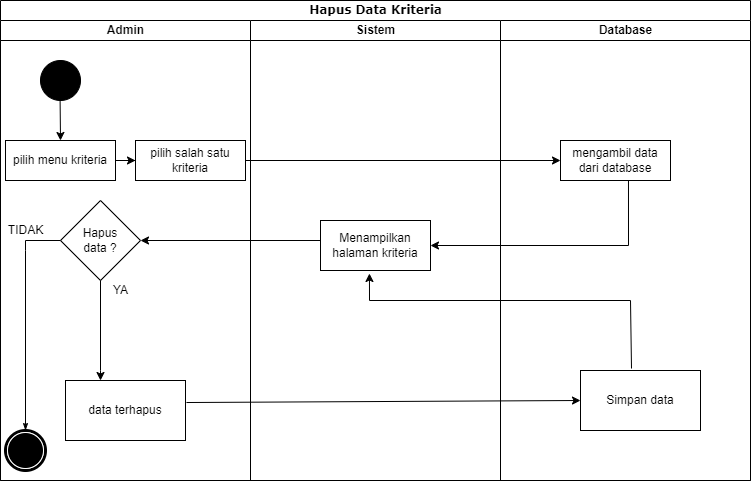 Hapus Data Kriteria
Admin
Sistem
Database
pilih menu kriteria
pilih salah satu
kriteria
mengambil data
dari database
TIDAK
Hapus
data ?
Menampilkan
halaman kriteria
YA
data terhapus
Simpan data